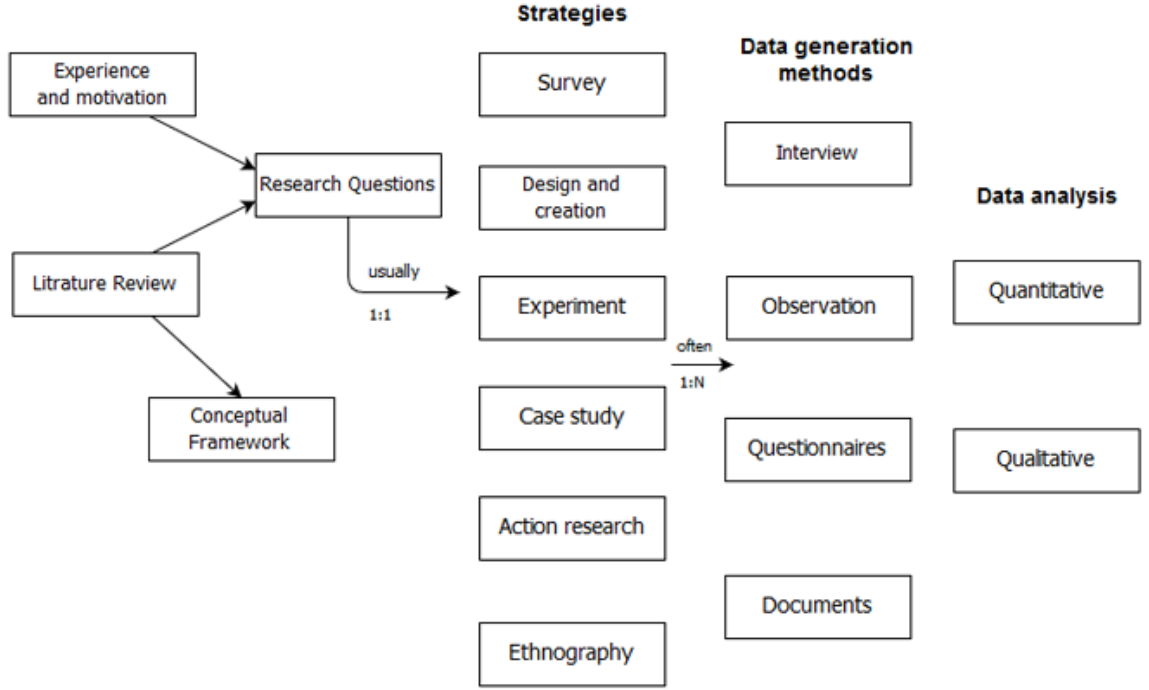 Strategies
Data generation
methods
Data analysis
Experience
and motivation
Research Questions
Litrature Review
Conceptual
Framework
usually
1:1
Survey
Design and
creation
Experiment
Case study
Action research
Ethnography
often
1:N
Interview
Observation
Questionnaires
Documents
Quantitative
Qualitative